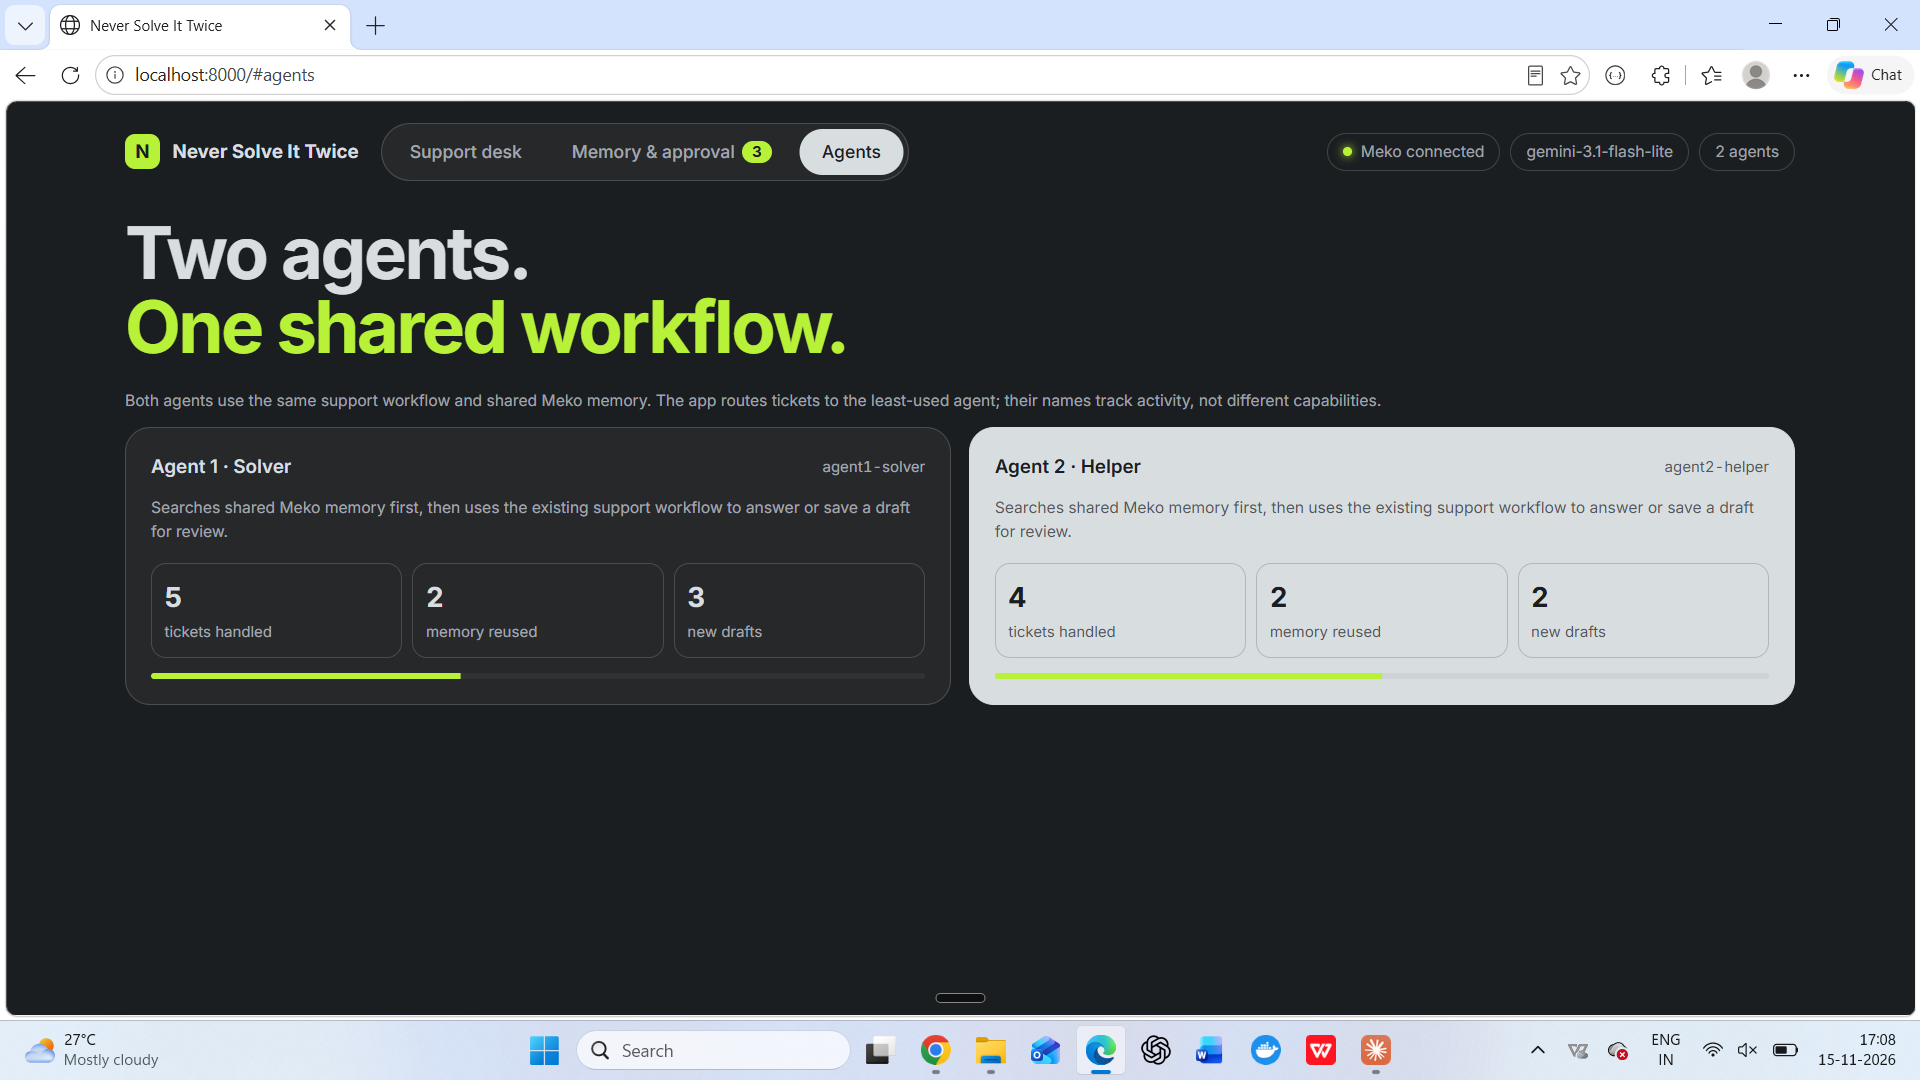 Never Solve It Twice
localhost:8000/#agents
Chat
N Never Solve It Twice
Support desk
Memory & approval 3
Agents
Meko connected
gemini-3.1-flash-lite
2 agents
Two agents.
One shared workflow.
Both agents use the same support workflow and shared Meko memory. The app routes tickets to the least-used agent; their names track activity, not different capabilities.
Agent 1 · Solver
agent1-solver
Searches shared Meko memory first, then uses the existing support workflow to answer or save a draft
for review.
5
tickets handled
2
memory reused
3
new drafts
Agent 2 · Helper
agent2-helper
Searches shared Meko memory first, then uses the existing support workflow to answer or save a draft
for review.
4
tickets handled
2
memory reused
2
new drafts
27°C
Mostly cloudy
Search
ENG
IN
17:08
15-11-2026